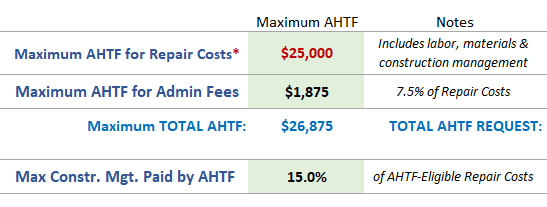 Maximum AHTF Notes
Maximum AHTF for Repair Costs* $25,000 Includes labor, materials &
construction management
Maximum AHTF for Admin Fees $1,875 7.5% of Repair Costs
Maximum TOTAL AHTF: $26,875 TOTAL AHTF REQUEST:
Max Constr. Mgt. Paid by AHTF 15.0% of AHTF-Eligible Repair Costs